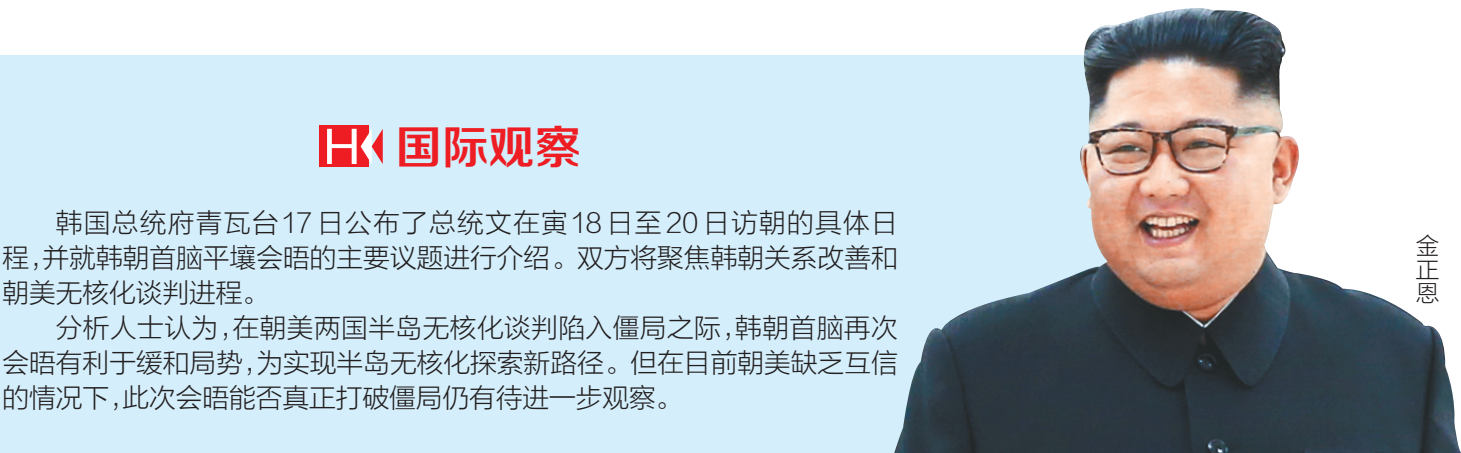 HK 国际观察
韩国总统府青瓦台17日公布了总统文在寅18日至20日访朝的具体日
程,并就韩朝首脑平壤会晤的主要议题进行介绍。双方将聚焦韩朝关系改善和
朝美无核化谈判进程。
分析人士认为,在朝美两国半岛无核化谈判陷入僵局之际,韩朝首脑再次
会晤有利于缓和局势,为实现半岛无核化探索新路径。但在目前朝美缺乏互信
的情况下,此次会晤能否真正打破僵局仍有待进一步观察。
金正恩